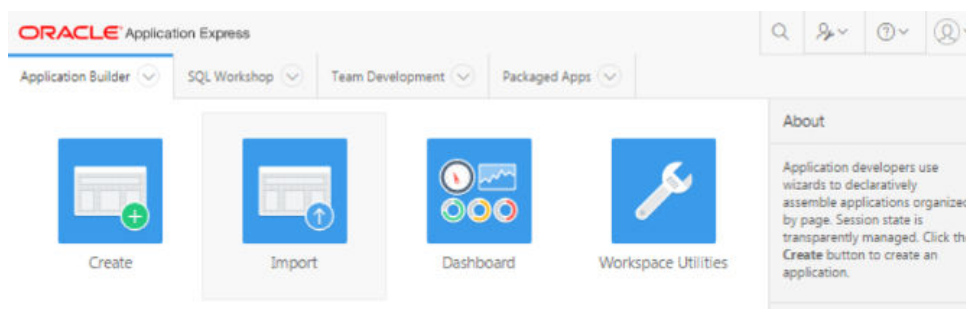 ORACLE Application Express
Application Builder SQL Workshop Team Development Packaged Apps
Create Import Dashboard Workspace Utilities
About
Application developers use
wizards to declaratively
assemble applications organized
by page. Session state is
transparently managed. Click the
Create button to create an
application.